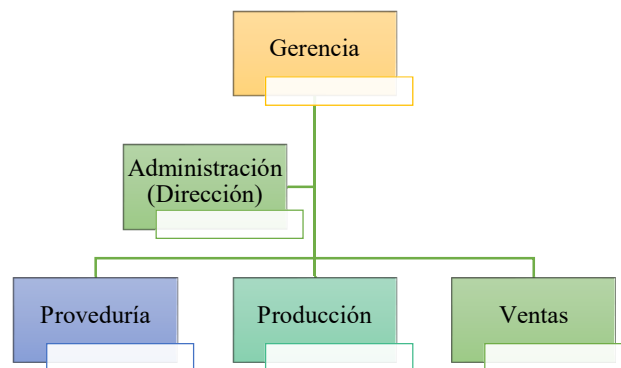 Gerencia
Administración
(Dirección)
Proveduría
Producción
Ventas